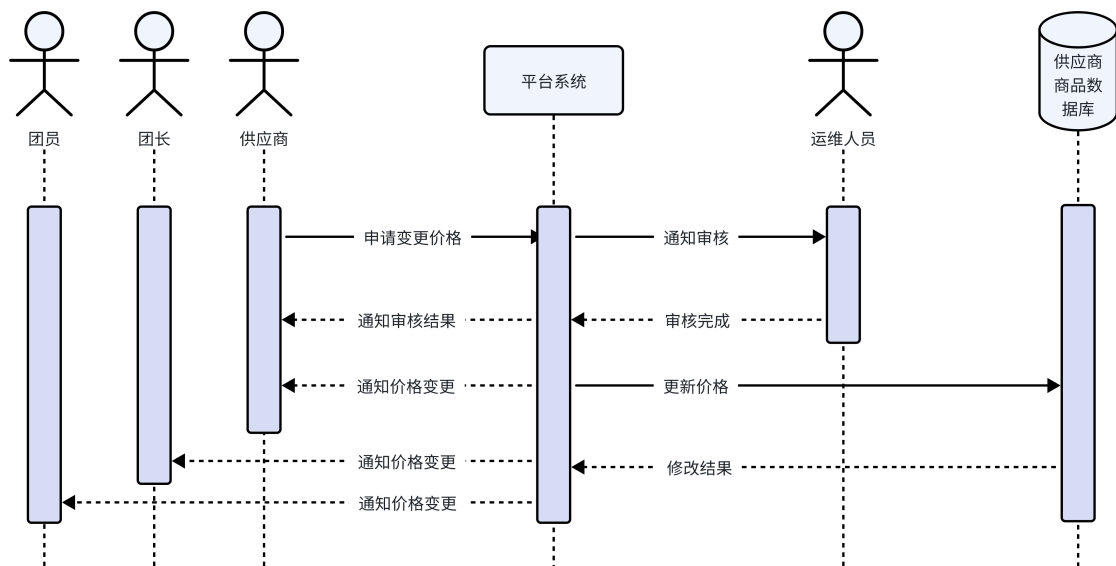 团员
团长
供应商
平台系统
运维人员
供应商
商品数
据库
申请变更价格
通知审核
通知审核结果
审核完成
通知价格变更
更新价格
通知价格变更
修改结果
通知价格变更